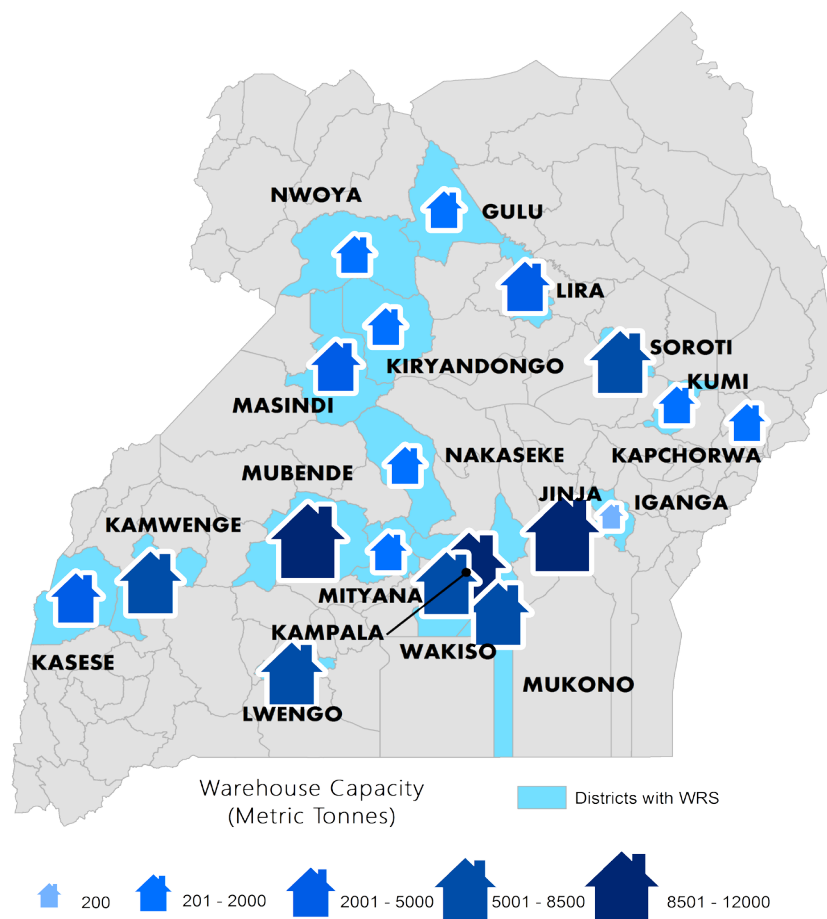 NWOYA
GULU
LIRA
SOROTI
KIRYANDONGO
KUMI
MASINDI
KAPCHORWA
NAKASEKE
MUBENDE
JINJA
IGANGA
KAMWENGE
MITYANA
KAMPALA
WAKISO
KASESE
MUKONO
LWENGO
Warehouse Capacity
(Metric Tonnes)
Districts with WRS
200
201 - 2000
2001 - 5000
5001 - 8500
8501 - 12000